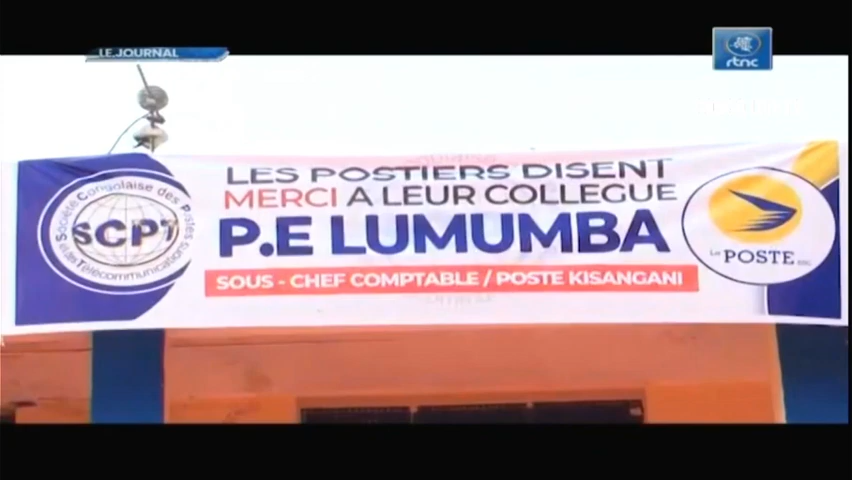 LE JOURNAL
rtnc
LES POSTIERS DISENT
MERCI A LEUR COLLEGUE
P.E LUMUMBA
SOUS - CHEF COMPTABLE / POSTE KISANGANI
Société Congolaise des Postes
et des Télécommunications
SCPT
La POSTE